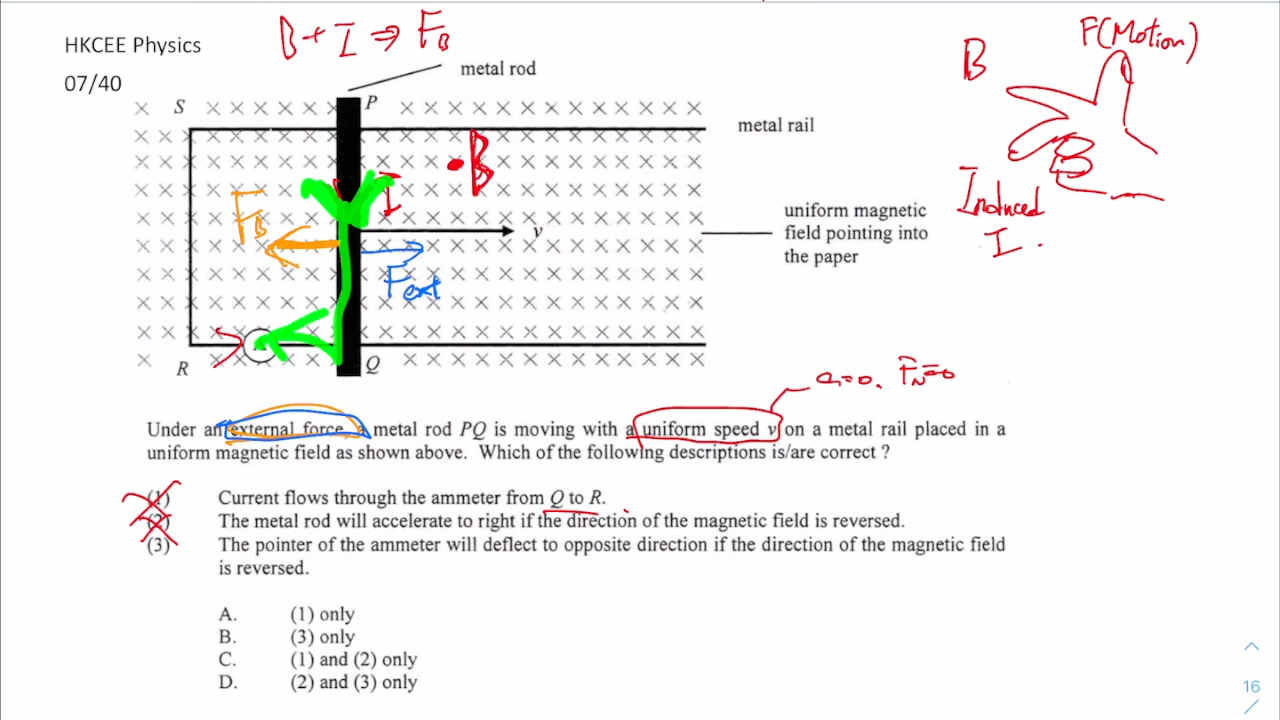 B + I ⇒ F_B
F(Motion)
HKCEE Physics
B
metal rod
07/40
S
P
metal rail
B
I
Induced
I
F_B
uniform magnetic
v
field pointing into
the paper
F_ext
R
Q
a=0. F_N=0
Under an external force, a metal rod PQ is moving with a uniform speed v on a metal rail placed in a
uniform magnetic field as shown above. Which of the following descriptions is/are correct ?
(1) Current flows through the ammeter from Q to R.
(2) The metal rod will accelerate to right if the direction of the magnetic field is reversed.
(3) The pointer of the ammeter will deflect to opposite direction if the direction of the magnetic field
is reversed.
A. (1) only
B. (3) only
C. (1) and (2) only
D. (2) and (3) only
16